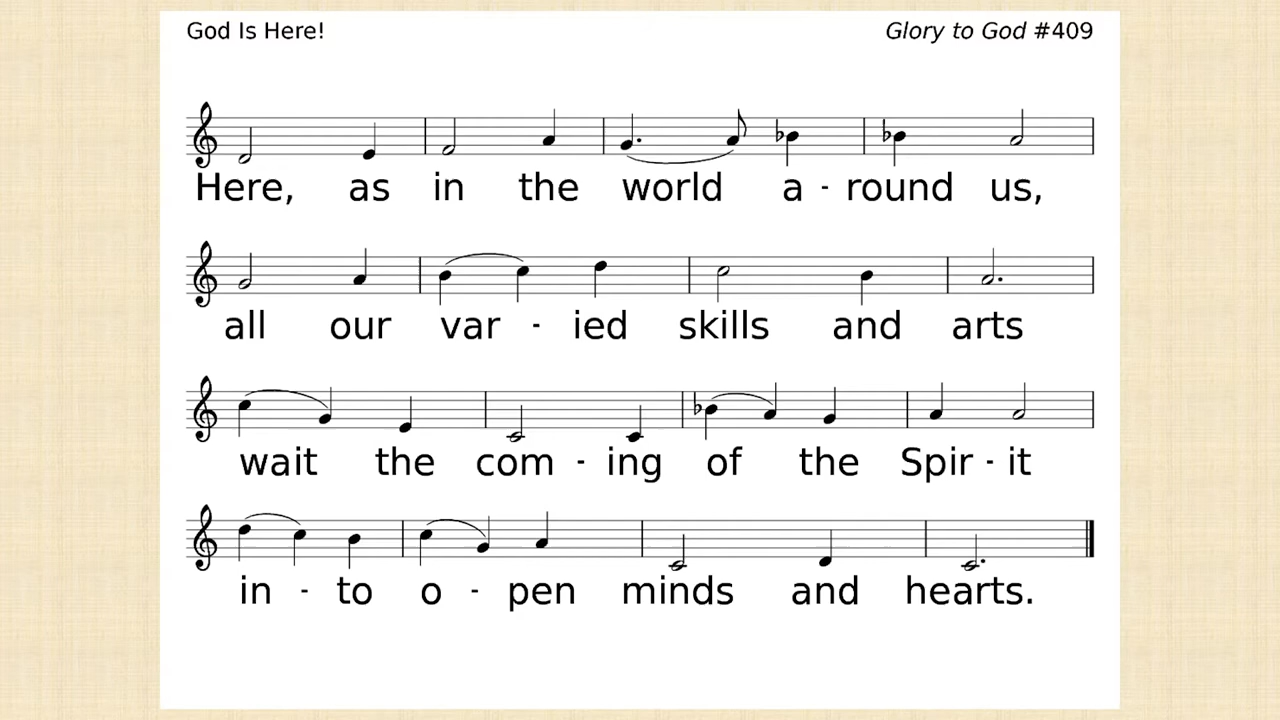 God Is Here!
Glory to God #409
Here, as in the world a - round us,
all our var - ied skills and arts
wait the com - ing of the Spir - it
in - to o - pen minds and hearts.